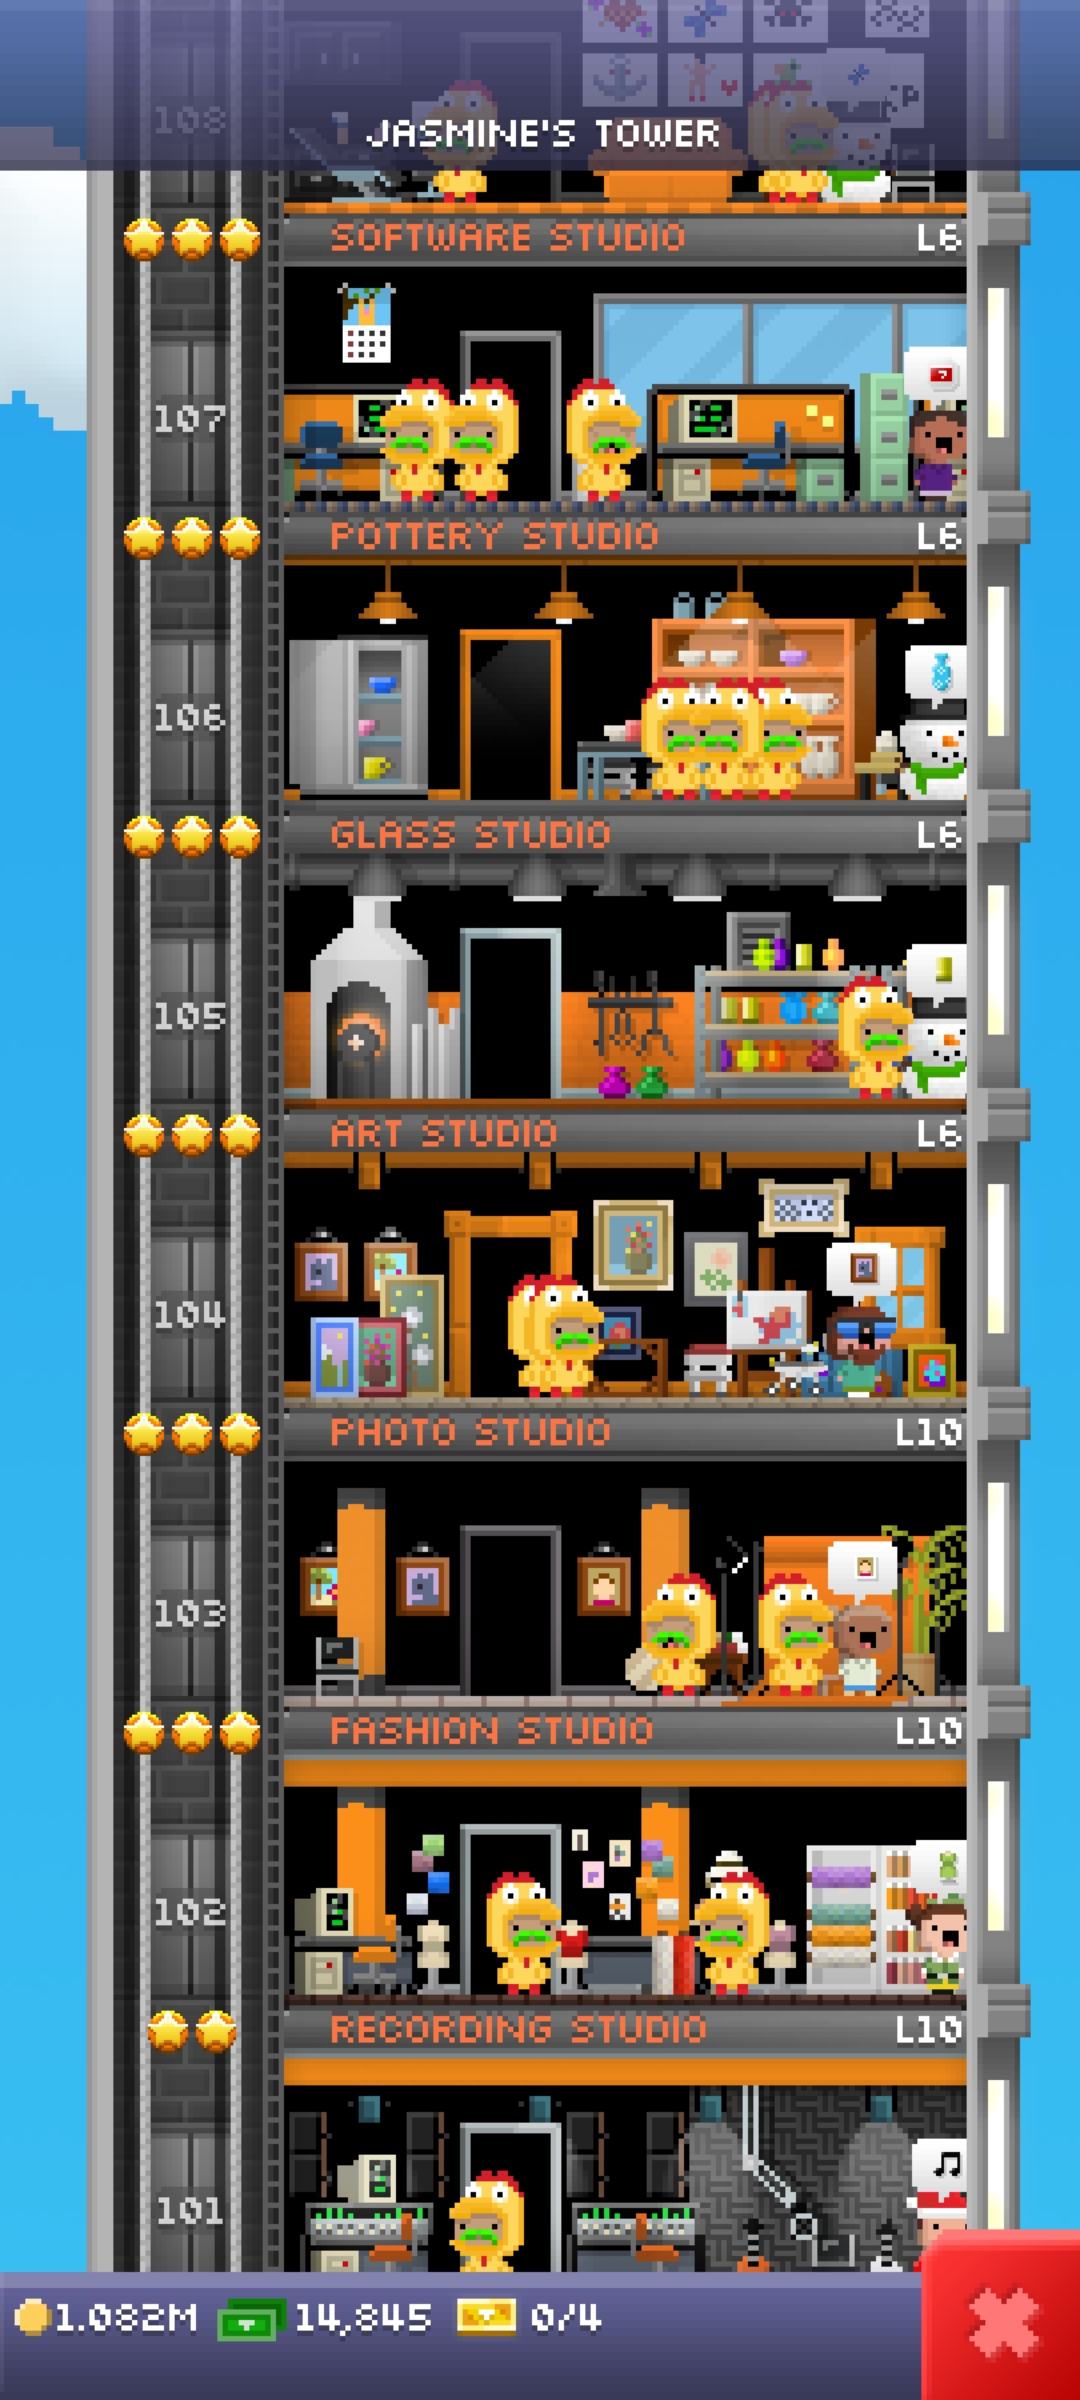 108
JASMINE'S TOWER
SOFTWARE STUDIO L6
107
POTTERY STUDIO L6
106
GLASS STUDIO L6
105
ART STUDIO L6
104
PHOTO STUDIO L10
103
FASHION STUDIO L10
102
RECORDING STUDIO L10
101
1.082M 14,845 0/4